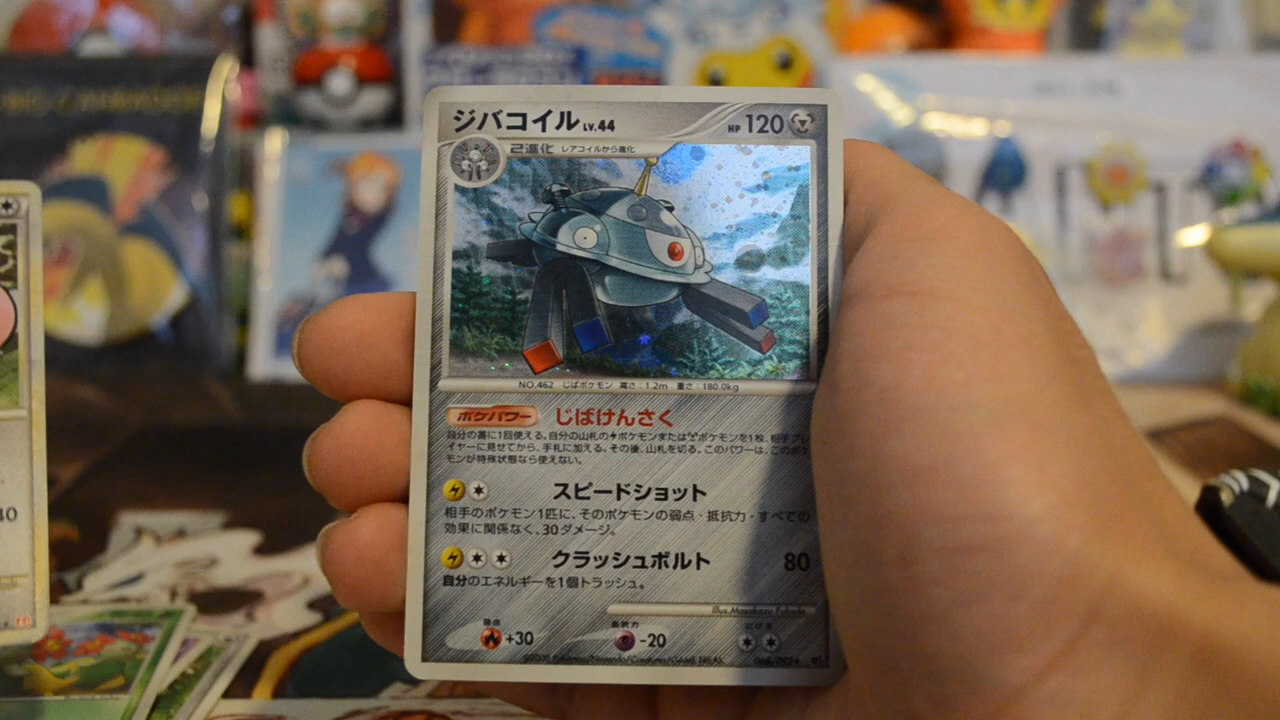 ジバコイル LV.44 HP 120
2進化 レアコイルから進化
NO.462 じばポケモン 高さ:1.2m 重さ:180.0kg
ポケパワー じばけんさく
自分の番に1回使える。自分の山札の ポケモンまたは ポケモンを1枚、相手プレ
イヤーに見せてから、手札に加える。その後、山札を切る。このパワーは、このポケ
モンが特殊状態なら使えない。
スピードショット
相手のポケモン1匹に、そのポケモンの弱点・抵抗力・すべての
効果に関係なく、30ダメージ。
クラッシュボルト 80
自分のエネルギーを1個トラッシュ。
Illus. Masakazu Fukuda
弱点 +30 抵抗力 -20 にげる
40